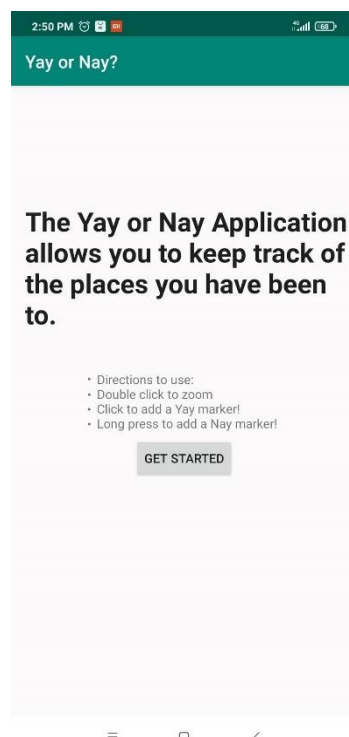 2:50 PM
4G 68
Yay or Nay?
The Yay or Nay Application
allows you to keep track of
the places you have been
to.
• Directions to use:
• Double click to zoom
• Click to add a Yay marker!
• Long press to add a Nay marker!
GET STARTED